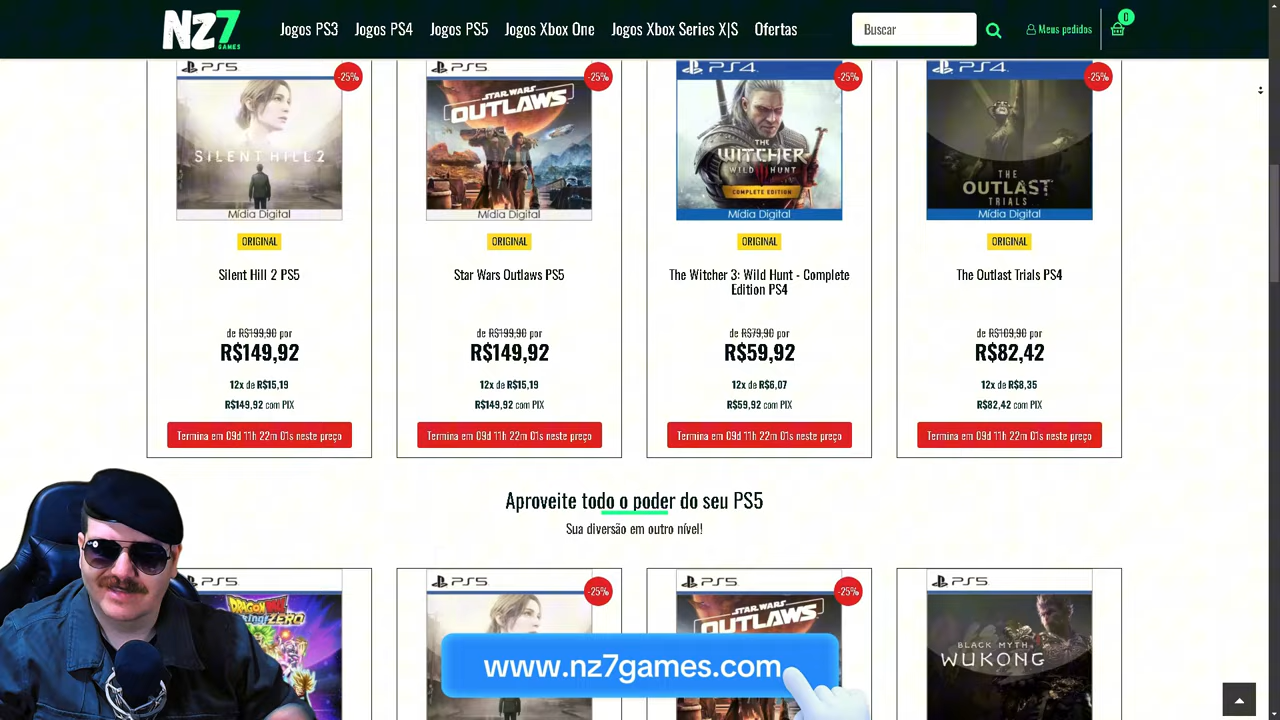 NZ7
GAMES
Jogos PS3
Jogos PS4
Jogos PS5
Jogos Xbox One
Jogos Xbox Series X|S
Ofertas
Buscar
Meus pedidos
0
PS5
-25%
SILENT HILL 2
Mídia Digital
PS5
-25%
STAR WARS
OUTLAWS
Mídia Digital
PS4
-25%
THE
WITCHER
WILD HUNT
COMPLETE EDITION
Mídia Digital
PS4
-25%
THE
OUTLAST
TRIALS
Mídia Digital
ORIGINAL
ORIGINAL
ORIGINAL
ORIGINAL
Silent Hill 2 PS5
Star Wars Outlaws PS5
The Witcher 3: Wild Hunt - Complete
Edition PS4
The Outlast Trials PS4
de R$199,90 por
R$149,92
12x de R$15,19
R$149,92 com PIX
Termina em 09d 11h 22m 01s neste preço
de R$199,90 por
R$149,92
12x de R$15,19
R$149,92 com PIX
Termina em 09d 11h 22m 01s neste preço
de R$79,90 por
R$59,92
12x de R$6,07
R$59,92 com PIX
Termina em 09d 11h 22m 01s neste preço
de R$109,90 por
R$82,42
12x de R$8,35
R$82,42 com PIX
Termina em 09d 11h 22m 01s neste preço
Aproveite todo o poder do seu PS5
Sua diversão em outro nível!
PS5
DRAGON BALL
ZERO
PS5
-25%
PS5
-25%
STAR WARS
OUTLAWS
PS5
BLACK MYTH
WUKONG
www.nz7games.com